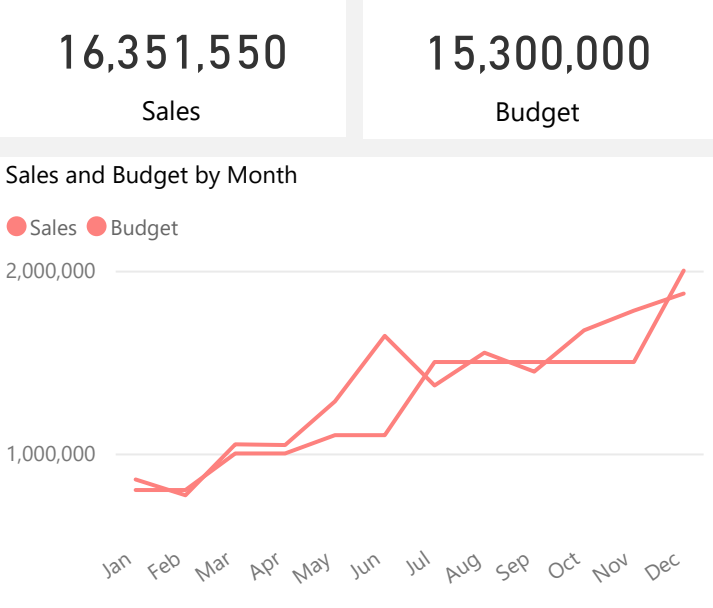 16,351,550
Sales
15,300,000
Budget
Sales and Budget by Month
Sales Budget
2,000,000
1,000,000
Jan Feb Mar Apr May Jun Jul Aug Sep Oct Nov Dec